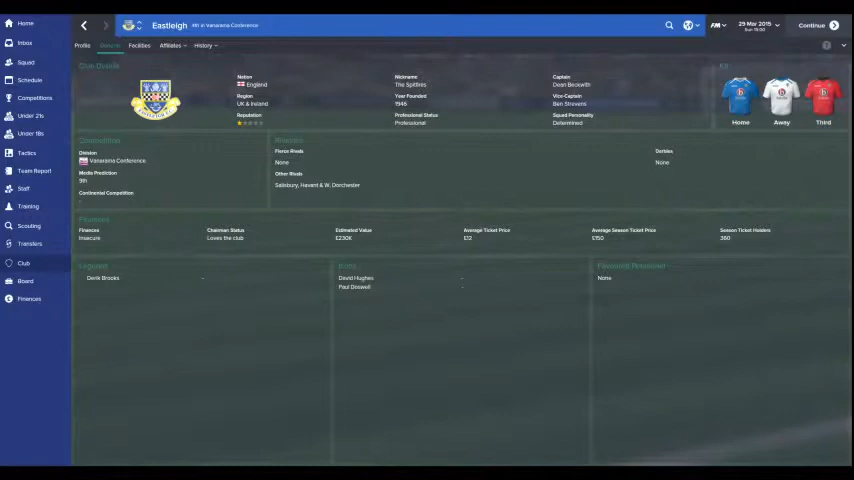 Home
Eastleigh 4th in Vanarama Conference
FM
29 Mar 2015
Sun 15:00
Continue
Inbox
Profile General Facilities Affiliates History
Squad
Club Details
Kit
Schedule
Nation
England
Nickname
The Spitfires
Captain
Dean Beckwith
Competitions
Region
UK & Ireland
Year Founded
1946
Vice-Captain
Ben Strevens
Under 21s
Reputation
Professional Status
Professional
Squad Personality
Determined
Home Away Third
Under 18s
Competition
Rivalries
Tactics
Division
Vanarama Conference
Fierce Rivals
None
Derbies
None
Team Report
Media Prediction
9th
Other Rivals
Salisbury, Havant & W, Dorchester
Staff
Continental Competition
-
Training
Finances
Scouting
Finances
Insecure
Chairman Status
Loves the club
Estimated Value
£230K
Average Ticket Price
£12
Average Season Ticket Price
£150
Season Ticket Holders
360
Transfers
Club
Legends
Icons
Favoured Personnel
Derik Brooks -
David Hughes -
Paul Doswell -
None
Board
Finances